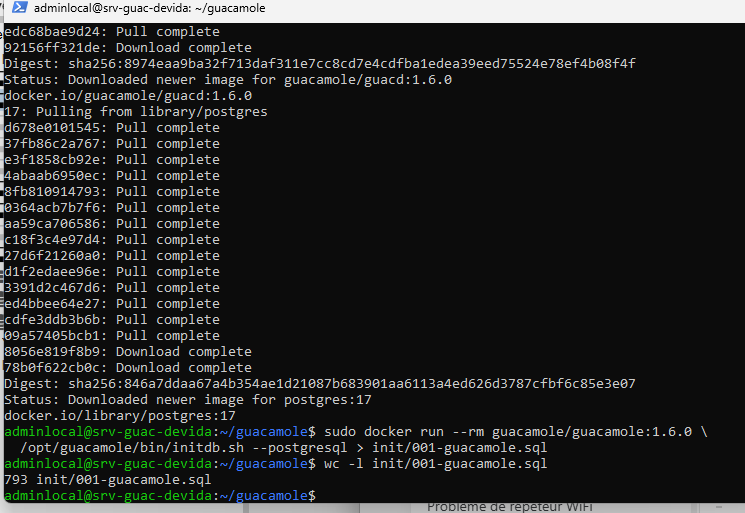 adminlocal@srv-guac-devida: ~/guacamole
edc68bae9d24: Pull complete
92156ff321de: Download complete
Digest: sha256:8974eaa9ba32f713daf311e7cc8cd7e4cdfba1edea39eed75524e78ef4b08f4f
Status: Downloaded newer image for guacamole/guacd:1.6.0
docker.io/guacamole/guacd:1.6.0
17: Pulling from library/postgres
d678e0101545: Pull complete
37fb86c2a767: Pull complete
e3f1858cb92e: Pull complete
4abaab6950ec: Pull complete
8fb810914793: Pull complete
0364acb7b7f6: Pull complete
aa59ca706586: Pull complete
c18f3c4e97d4: Pull complete
27d6f21260a0: Pull complete
d1f2edaee96e: Pull complete
3391d2c467d6: Pull complete
ed4bbee64e27: Pull complete
cdfe3ddb3b6b: Pull complete
09a57405bcb1: Pull complete
8056e819f8b9: Download complete
78b0f622cb0c: Download complete
Digest: sha256:846a7ddaa67a4b354ae1d21087b683901aa6113a4ed626d3787cfbf6c85e3e07
Status: Downloaded newer image for postgres:17
docker.io/library/postgres:17
adminlocal@srv-guac-devida:~/guacamole$ sudo docker run --rm guacamole/guacamole:1.6.0 \
/opt/guacamole/bin/initdb.sh --postgresql > init/001-guacamole.sql
adminlocal@srv-guac-devida:~/guacamole$ wc -l init/001-guacamole.sql
793 init/001-guacamole.sql
adminlocal@srv-guac-devida:~/guacamole$
Problème de répéteur WiFi